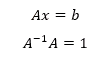 Ax = b
A⁻¹A = 1